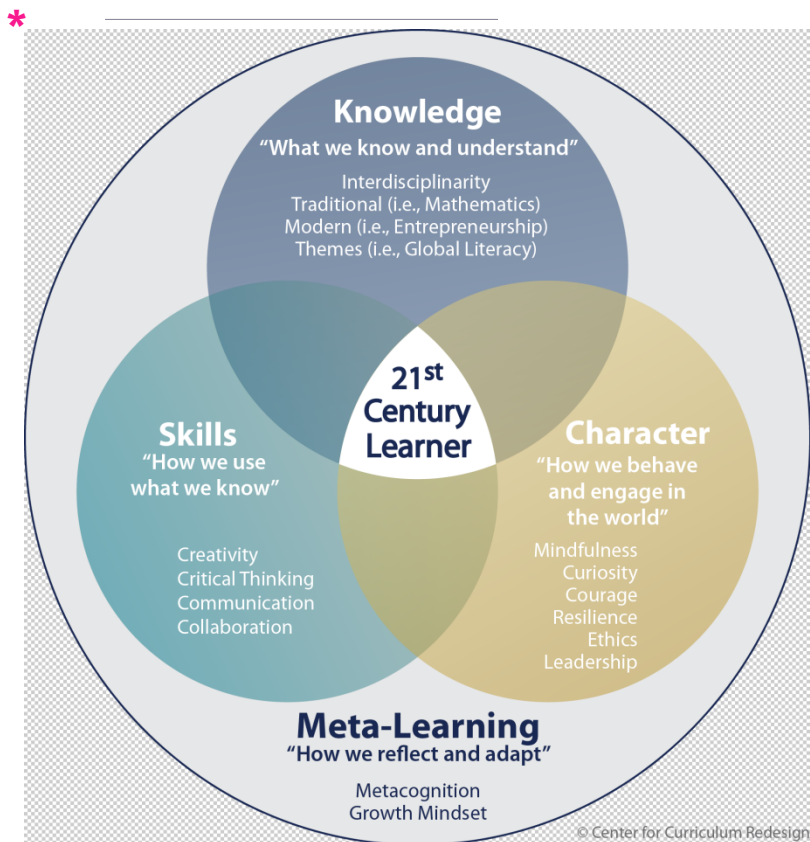 *
Knowledge
“What we know and understand”
Interdisciplinarity
Traditional (i.e., Mathematics)
Modern (i.e., Entrepreneurship)
Themes (i.e., Global Literacy)
21st
Century
Learner
Skills
“How we use
what we know”
Creativity
Critical Thinking
Communication
Collaboration
Character
“How we behave
and engage in
the world”
Mindfulness
Curiosity
Courage
Resilience
Ethics
Leadership
Meta-Learning
“How we reflect and adapt”
Metacognition
Growth Mindset
© Center for Curriculum Redesign